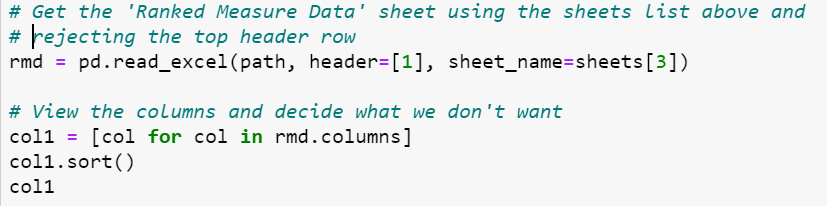 # Get the 'Ranked Measure Data' sheet using the sheets list above and
# rejecting the top header row
rmd = pd.read_excel(path, header=[1], sheet_name=sheets[3])

# View the columns and decide what we don't want
col1 = [col for col in rmd.columns]
col1.sort()
col1